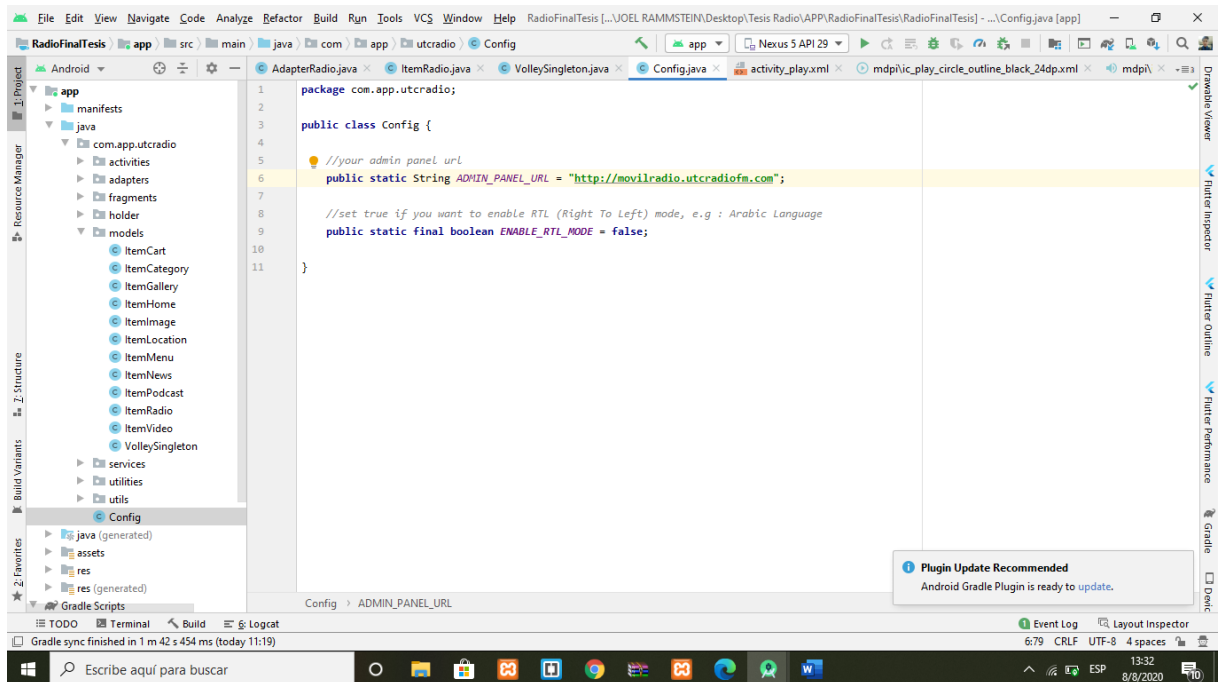 File Edit View Navigate Code Analyze Refactor Build Run Tools VCS Window Help RadioFinalTesis [...\JOEL RAMMSTEIN\Desktop\Tesis Radio\APP\RadioFinalTesis\RadioFinalTesis] - ...\Config.java [app]
RadioFinalTesis app src main java com app utcradio Config
app Nexus 5 API 29
Android
AdapterRadio.java ItemRadio.java VolleySingleton.java Config.java activity_play.xml mdpi\ic_play_circle_outline_black_24dp.xml mdpi\
1: Project
Resource Manager
Z: Structure
Build Variants
2: Favorites
app
manifests
java
com.app.utcradio
activities
adapters
fragments
holder
models
ItemCart
ItemCategory
ItemGallery
ItemHome
ItemImage
ItemLocation
ItemMenu
ItemNews
ItemPodcast
ItemRadio
ItemVideo
VolleySingleton
services
utilities
utils
Config
java (generated)
assets
res
res (generated)
Gradle Scripts
1 package com.app.utcradio;
2
3 public class Config {
4
5 //your admin panel url
6 public static String ADMIN_PANEL_URL = "http://movilradio.utcradiofm.com";
7
8 //set true if you want to enable RTL (Right To Left) mode, e.g : Arabic Language
9 public static final boolean ENABLE_RTL_MODE = false;
10
11 }
Drawable Viewer
Flutter Inspector
Flutter Outline
Flutter Performance
Gradle
Plugin Update Recommended
Android Gradle Plugin is ready to update.
Config > ADMIN_PANEL_URL
TODO Terminal Build 6: Logcat
1 Event Log Layout Inspector
Gradle sync finished in 1 m 42 s 454 ms (today 11:19)
6:79 CRLF UTF-8 4 spaces
Escribe aquí para buscar
ESP
13:32
8/8/2020
10